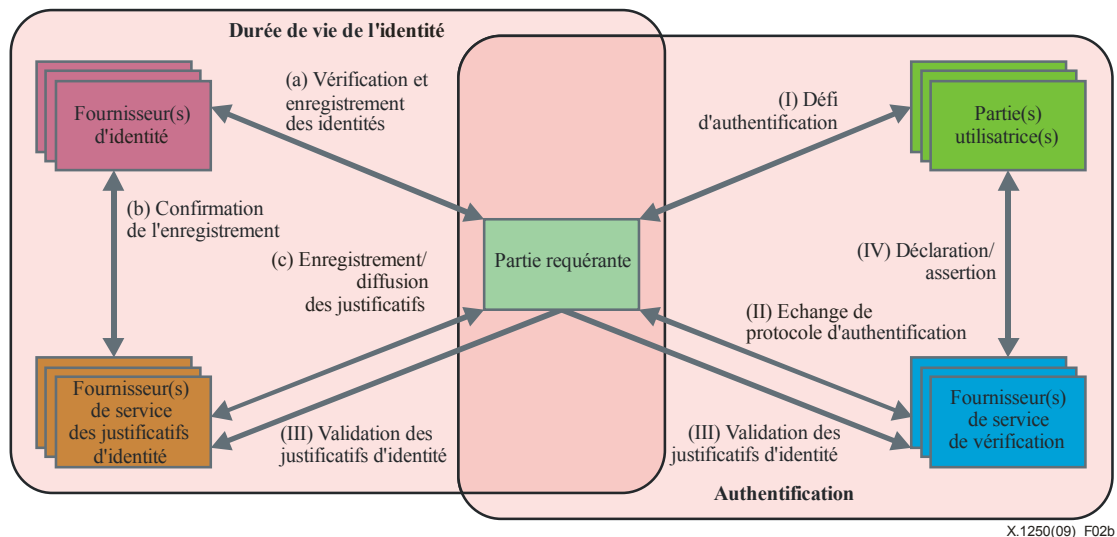 Durée de vie de l'identité
Fournisseur(s)
d'identité
(a) Vérification et
enregistrement
des identités
(I) Défi
d'authentification
Partie(s)
utilisatrice(s)
(b) Confirmation
de l'enregistrement
(c) Enregistrement/
diffusion
des justificatifs
Partie requérante
(IV) Déclaration/
assertion
(II) Echange de
protocole d'authentification
Fournisseur(s)
de service
des justificatifs
d'identité
(III) Validation des
justificatifs d'identité
(III) Validation des
justificatifs d'identité
Fournisseur(s)
de service
de vérification
Authentification
X.1250(09)_F02b